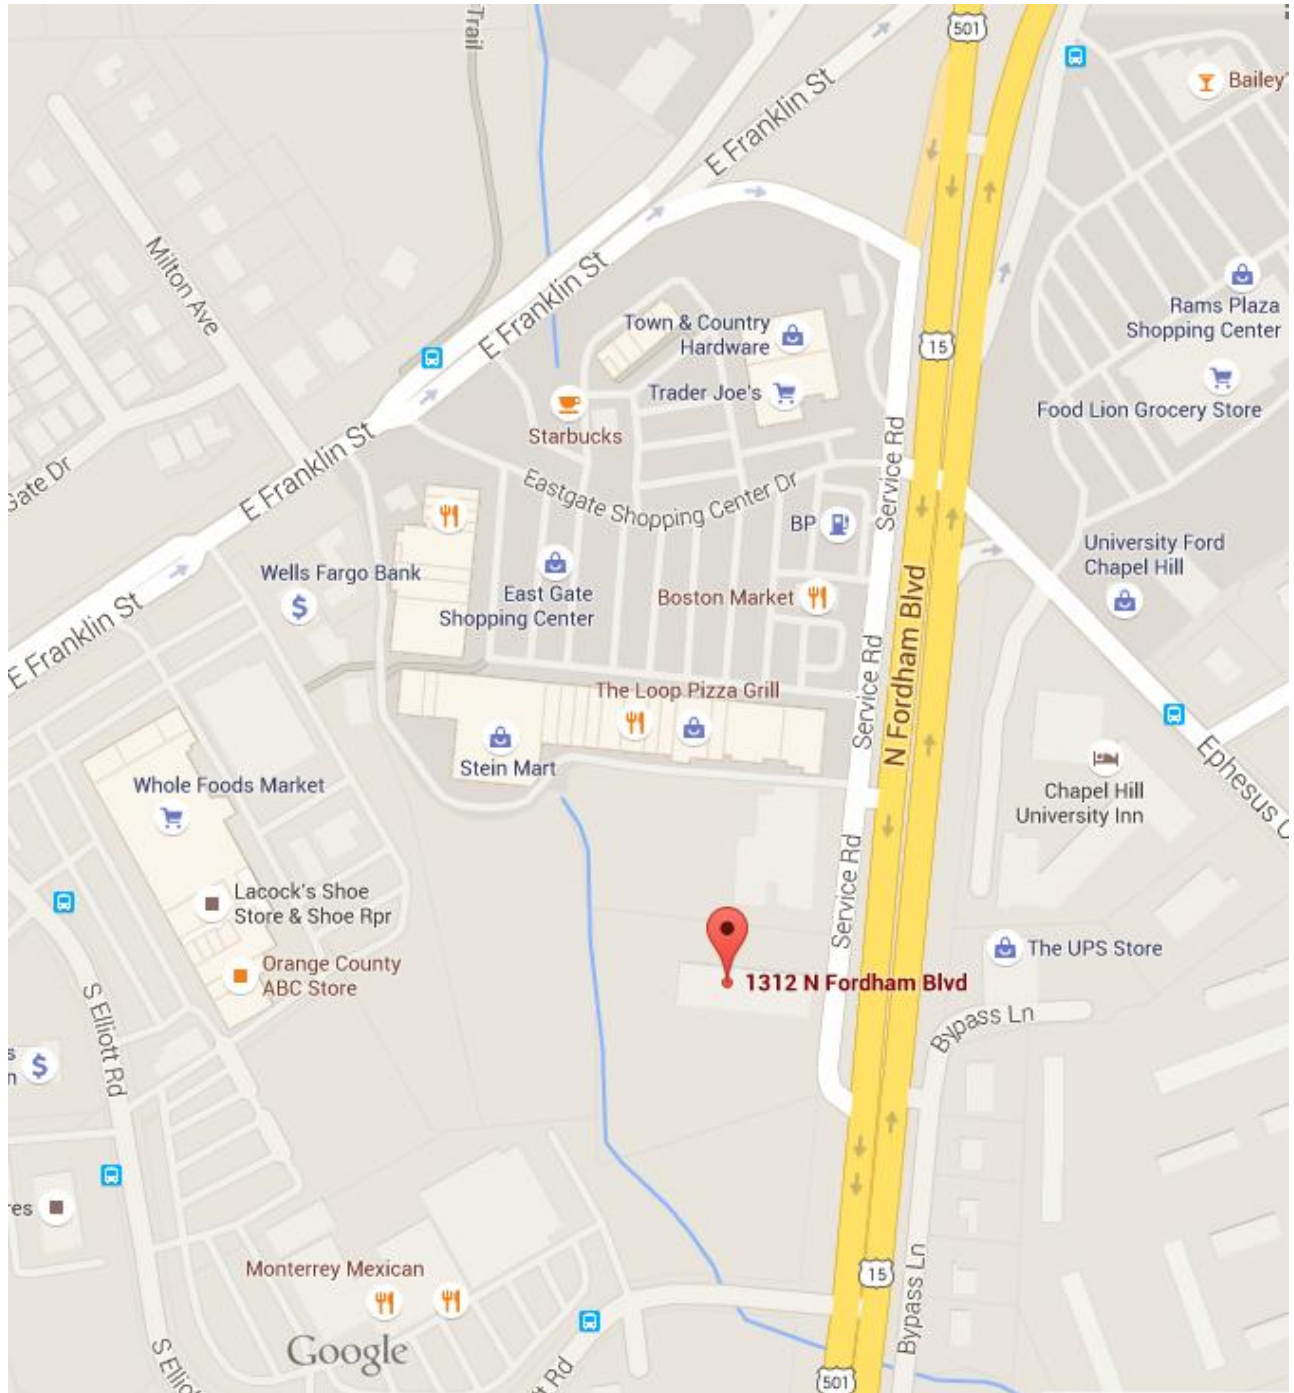 Trail
501
Bailey'
E Franklin St
Milton Ave
E Franklin St
Rams Plaza
Shopping Center
Town & Country
Hardware
15
Trader Joe's
Food Lion Grocery Store
Starbucks
Gate Dr
E Franklin St
Service Rd
Eastgate Shopping Center Dr
BP
University Ford
Chapel Hill
Wells Fargo Bank
East Gate
Shopping Center
Boston Market
E Franklin St
N Fordham Blvd
Service Rd
The Loop Pizza Grill
Stein Mart
Whole Foods Market
Ephesus C
Chapel Hill
University Inn
Service Rd
Lacock's Shoe
Store & Shoe Rpr
The UPS Store
Orange County
ABC Store
1312 N Fordham Blvd
Bypass Ln
S Elliott Rd
s
n
res
Monterrey Mexican
15
Bypass Ln
Google
S Elliot
t Rd
501